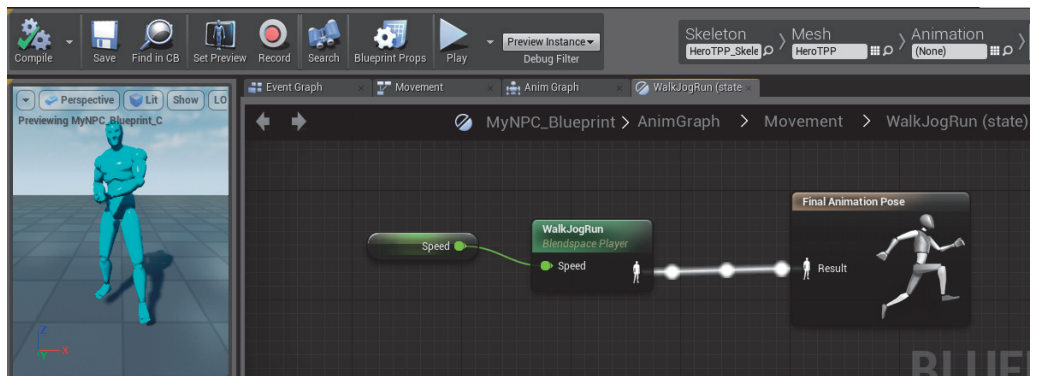 Compile
Save
Find in CB
Set Preview
Record
Search
Blueprint Props
Play
Preview Instance
Debug Filter
Skeleton
HeroTPP_Skele
Mesh
HeroTPP
Animation
(None)
Event Graph
Movement
Anim Graph
WalkJogRun (state
Perspective
Lit
Show
LO
Previewing MyNPC_Blueprint_C
MyNPC_Blueprint > AnimGraph > Movement > WalkJogRun (state)
Final Animation Pose
WalkJogRun
Blendspace Player
Speed
Speed
Result
Z
X
Y
BLUEP